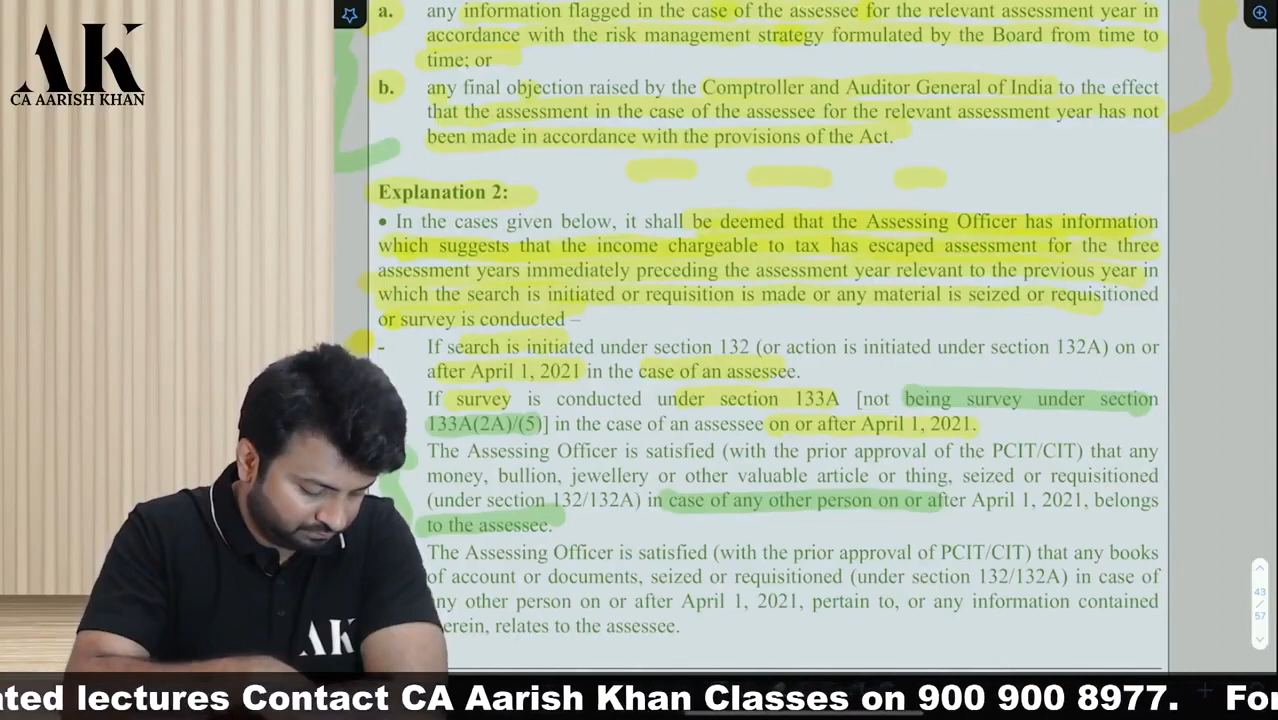 AK
CA AARISH KHAN
a. any information flagged in the case of the assessee for the relevant assessment year in
accordance with the risk management strategy formulated by the Board from time to
time; or
b. any final objection raised by the Comptroller and Auditor General of India to the effect
that the assessment in the case of the assessee for the relevant assessment year has not
been made in accordance with the provisions of the Act.
Explanation 2:
• In the cases given below, it shall be deemed that the Assessing Officer has information
which suggests that the income chargeable to tax has escaped assessment for the three
assessment years immediately preceding the assessment year relevant to the previous year in
which the search is initiated or requisition is made or any material is seized or requisitioned
or survey is conducted –
- If search is initiated under section 132 (or action is initiated under section 132A) on or
after April 1, 2021 in the case of an assessee.
If survey is conducted under section 133A [not being survey under section
133A(2A)/(5)] in the case of an assessee on or after April 1, 2021.
The Assessing Officer is satisfied (with the prior approval of the PCIT/CIT) that any
money, bullion, jewellery or other valuable article or thing, seized or requisitioned
(under section 132/132A) in case of any other person on or after April 1, 2021, belongs
to the assessee.
The Assessing Officer is satisfied (with the prior approval of PCIT/CIT) that any books
of account or documents, seized or requisitioned (under section 132/132A) in case of
ny other person on or after April 1, 2021, pertain to, or any information contained
erein, relates to the assessee.
43
/
57
AK
ated lectures Contact CA Aarish Khan Classes on 900 900 8977. For